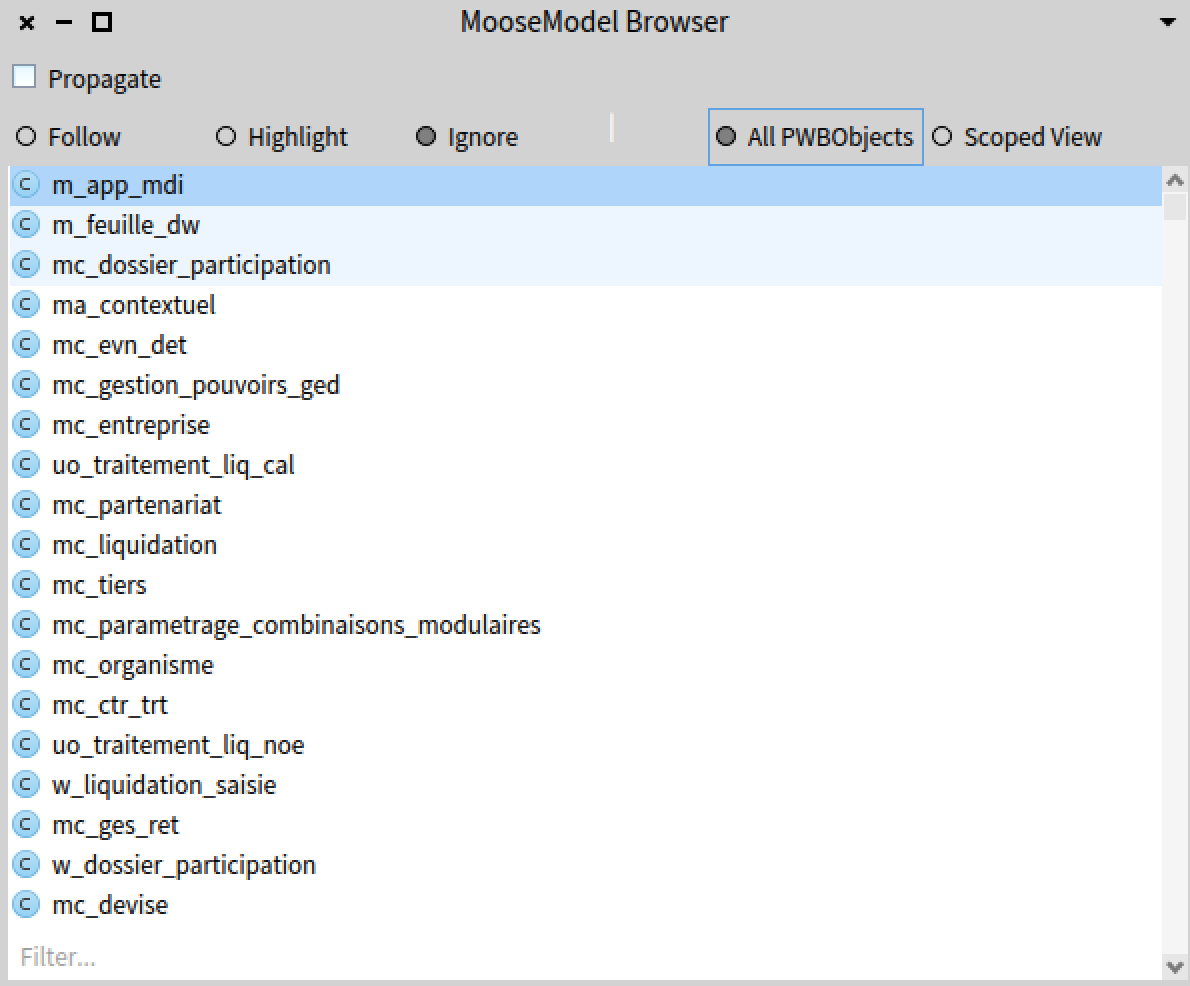 MooseModel Browser
Propagate
Follow Highlight Ignore All PWBObjects Scoped View
C m_app_mdi
C m_feuille_dw
C mc_dossier_participation
C ma_contextuel
C mc_evn_det
C mc_gestion_pouvoirs_ged
C mc_entreprise
C uo_traitement_liq_cal
C mc_partenariat
C mc_liquidation
C mc_tiers
C mc_parametrage_combinaisons_modulaires
C mc_organisme
C mc_ctr_trt
C uo_traitement_liq_noe
C w_liquidation_saisie
C mc_ges_ret
C w_dossier_participation
C mc_devise
Filter...